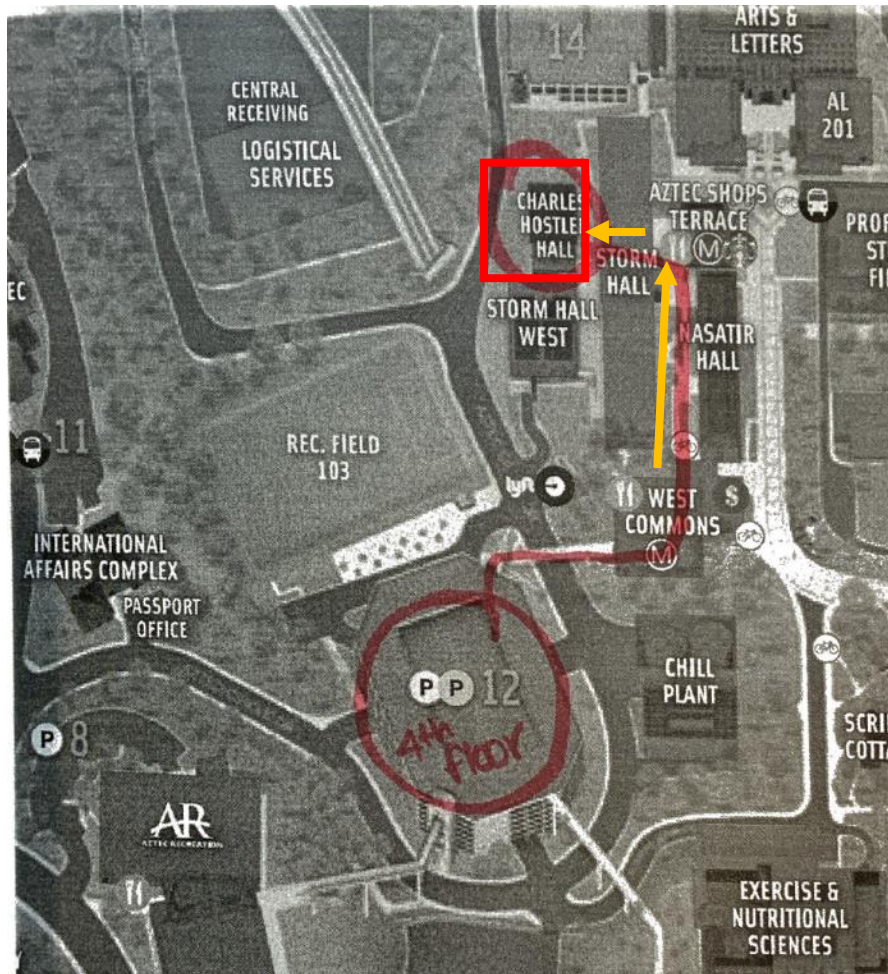 ARTS &
LETTERS
14
CENTRAL
RECEIVING
LOGISTICAL
SERVICES
AL
201
CHARLES
HOSTLER
HALL
AZTEC SHOPS
TERRACE
M
STORM
HALL
STORM HALL
WEST
NASATIR
HALL
EC
11
REC. FIELD
103
lyft
WEST
COMMONS
$
M
INTERNATIONAL
AFFAIRS COMPLEX
PASSPORT
OFFICE
P P 12
4th
Floor
CHILL
PLANT
P 8
AR
AZTEC RECREATION
EXERCISE &
NUTRITIONAL
SCIENCES